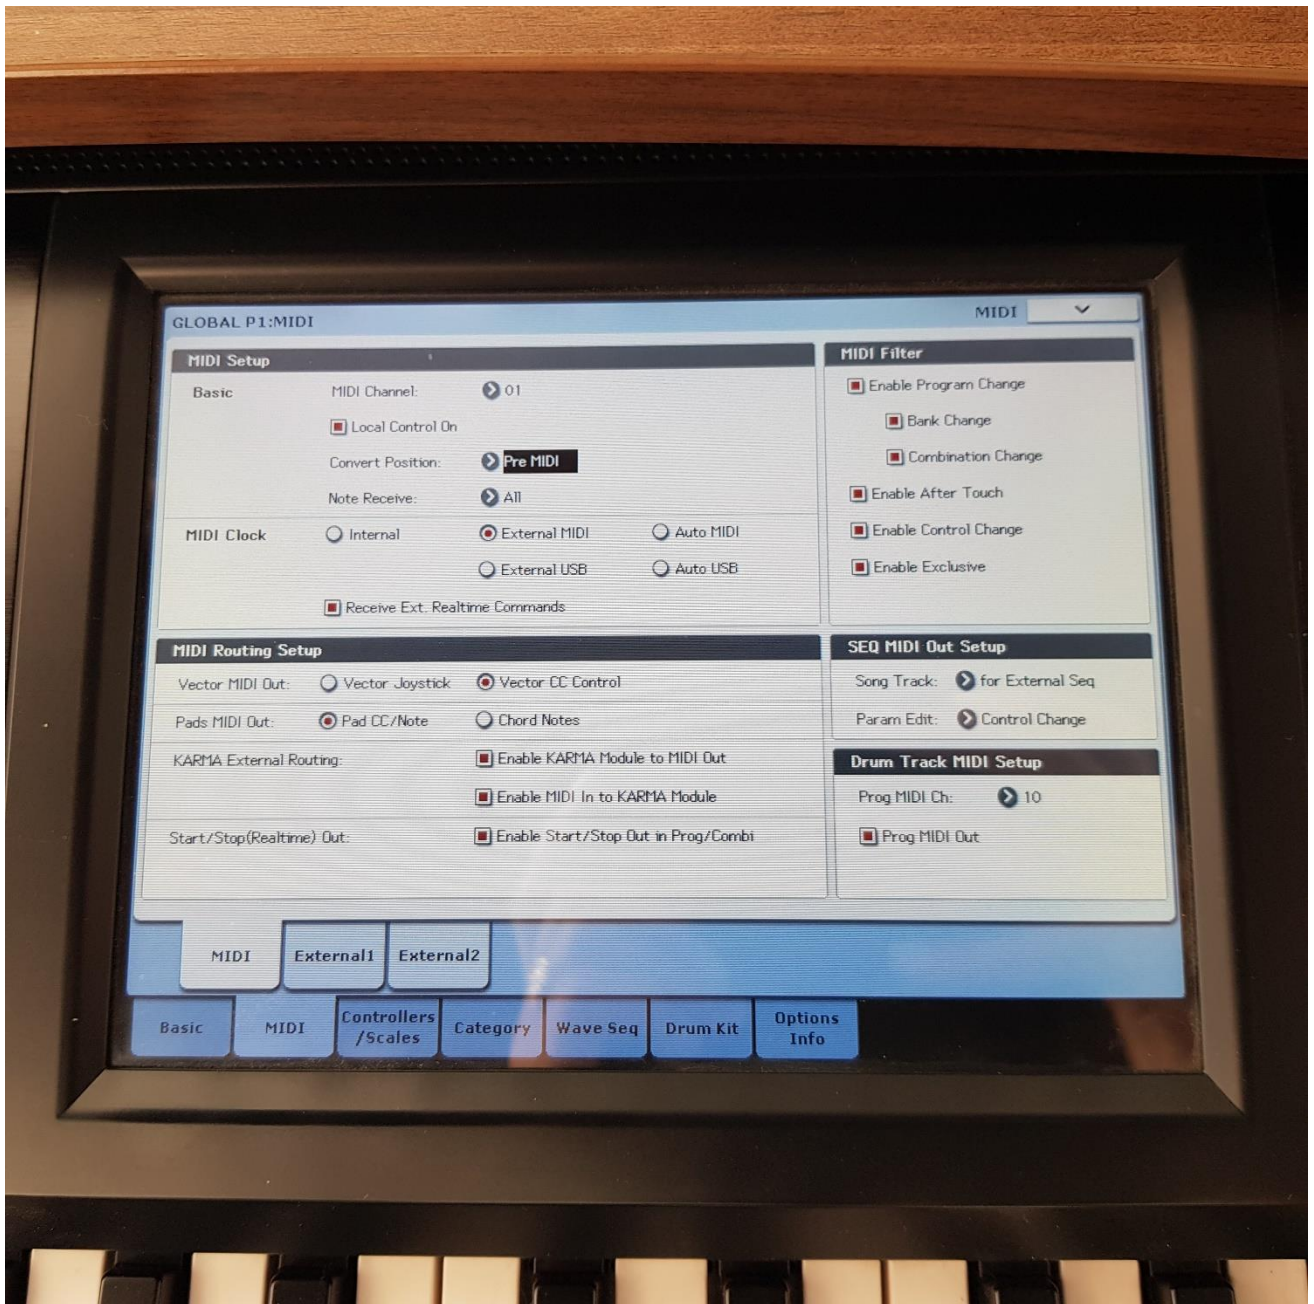 GLOBAL P1:MIDI
MIDI
MIDI Setup
Basic
MIDI Channel:
01
Local Control On
Convert Position:
Pre MIDI
Note Receive:
All
MIDI Clock
Internal
External MIDI
Auto MIDI
External USB
Auto USB
Receive Ext. Realtime Commands
MIDI Filter
Enable Program Change
Bank Change
Combination Change
Enable After Touch
Enable Control Change
Enable Exclusive
MIDI Routing Setup
Vector MIDI Out:
Vector Joystick
Vector CC Control
Pads MIDI Out:
Pad CC/Note
Chord Notes
KARMA External Routing:
Enable KARMA Module to MIDI Out
Enable MIDI In to KARMA Module
Start/Stop(Realtime) Out:
Enable Start/Stop Out in Prog/Combi
SEQ MIDI Out Setup
Song Track:
for External Seq
Param Edit:
Control Change
Drum Track MIDI Setup
Prog MIDI Ch:
10
Prog MIDI Out
MIDI
External1
External2
Basic
MIDI
Controllers
/Scales
Category
Wave Seq
Drum Kit
Options
Info